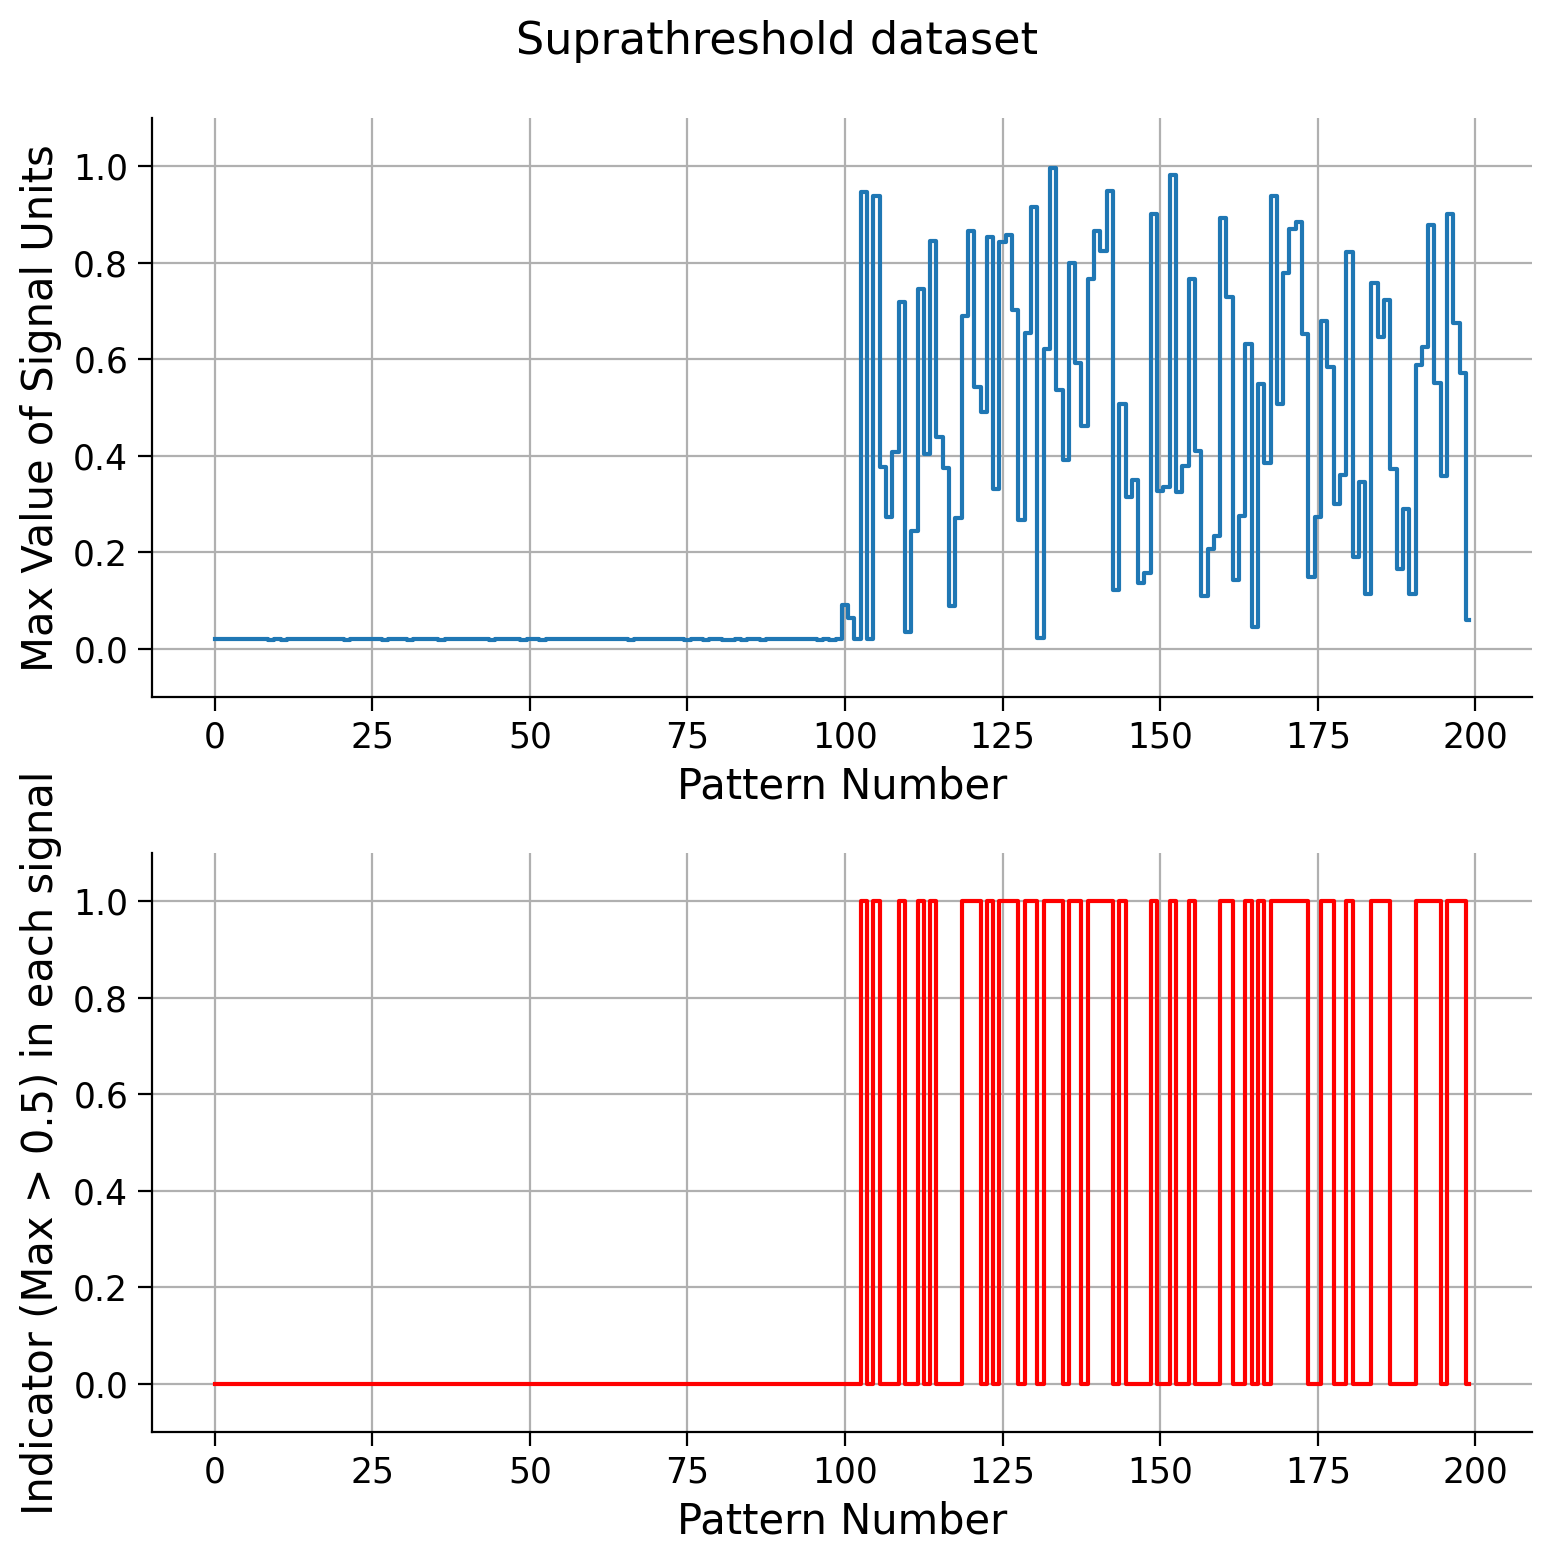 Suprathreshold dataset
Max Value of Signal Units
1.0
0.8
0.6
0.4
0.2
0.0
0 25 50 75 100 125 150 175 200
Pattern Number
Indicator (Max > 0.5) in each signal
1.0
0.8
0.6
0.4
0.2
0.0
0 25 50 75 100 125 150 175 200
Pattern Number